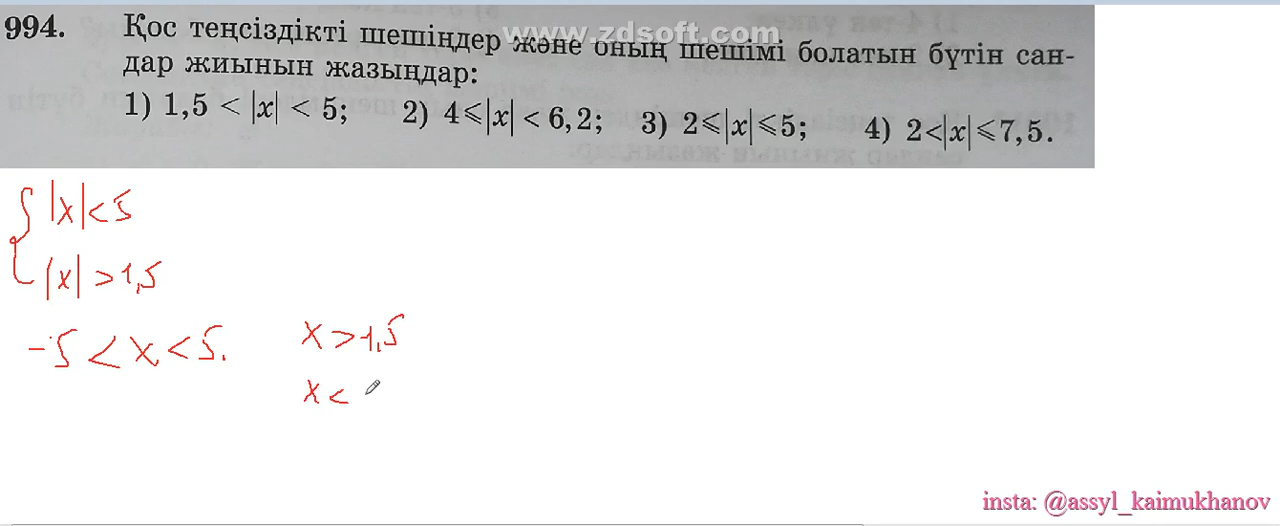 994. Қос теңсіздікті шешіңдер және оның шешімі болатын бүтін сан-
дар жиынын жазыңдар:
1) 1,5 < |x| < 5; 2) 4⩽|x| < 6,2; 3) 2⩽|x|⩽5; 4) 2<|x|⩽7,5.
www.zdsoft.com
{ |x| < 5
|x| > 1,5
-5 < x < 5. x > 1,5
x <
insta: @assyl_kaimukhanov